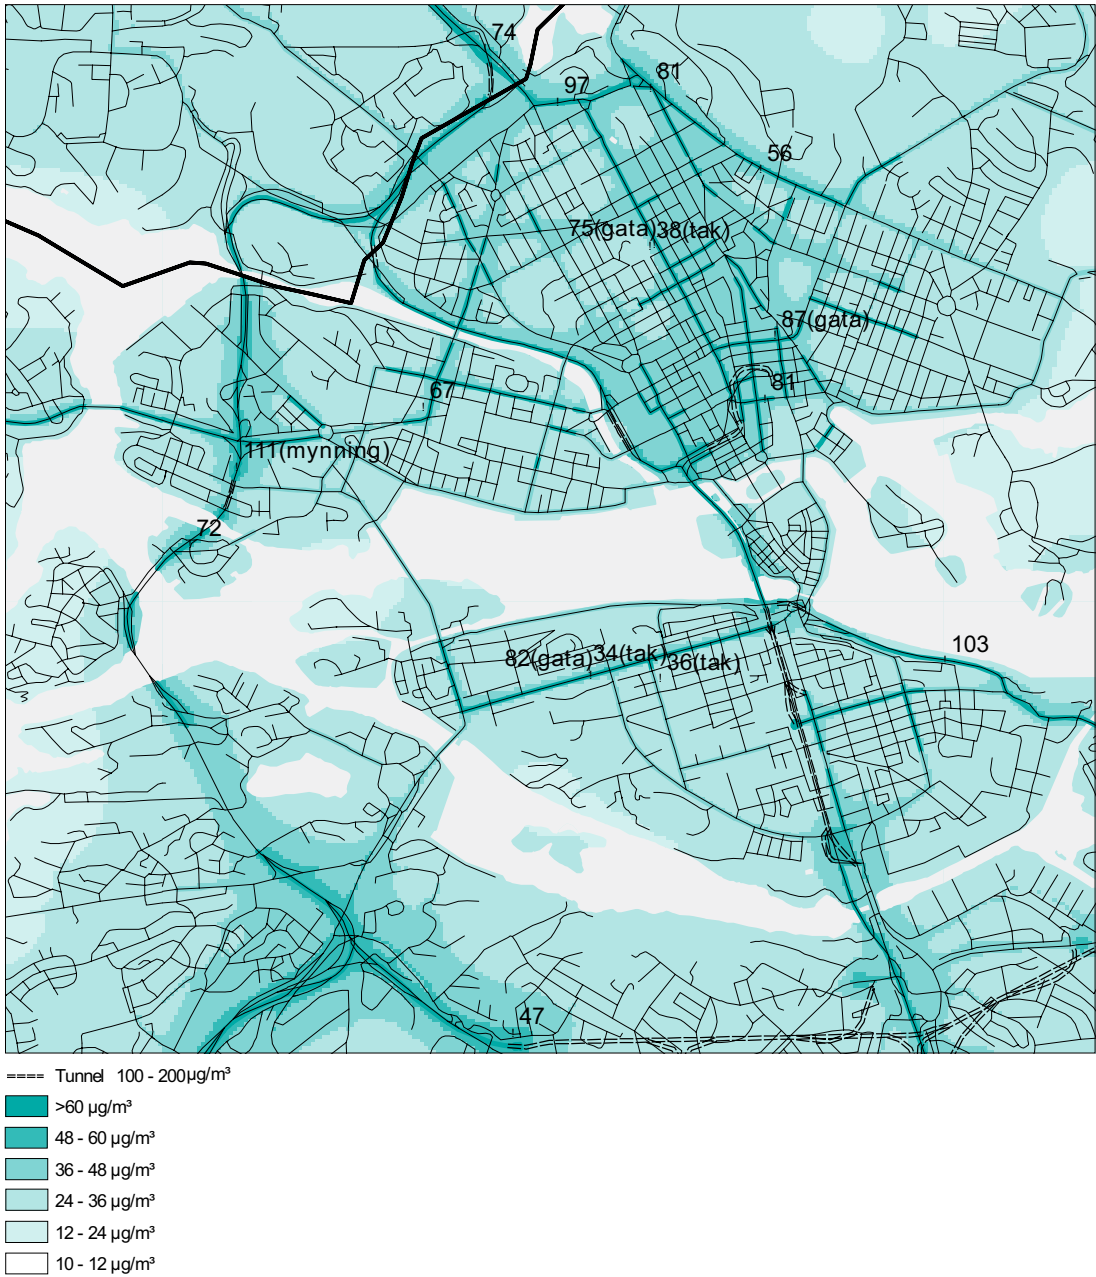 74
81
97
56
75(gata)
38(tak)
87(gata)
67
81
111(mynning)
72
103
82(gata)
34(tak)
36(tak)
47
Tunnel 100 - 200µg/m³
>60 µg/m³
48 - 60 µg/m³
36 - 48 µg/m³
24 - 36 µg/m³
12 - 24 µg/m³
10 - 12 µg/m³